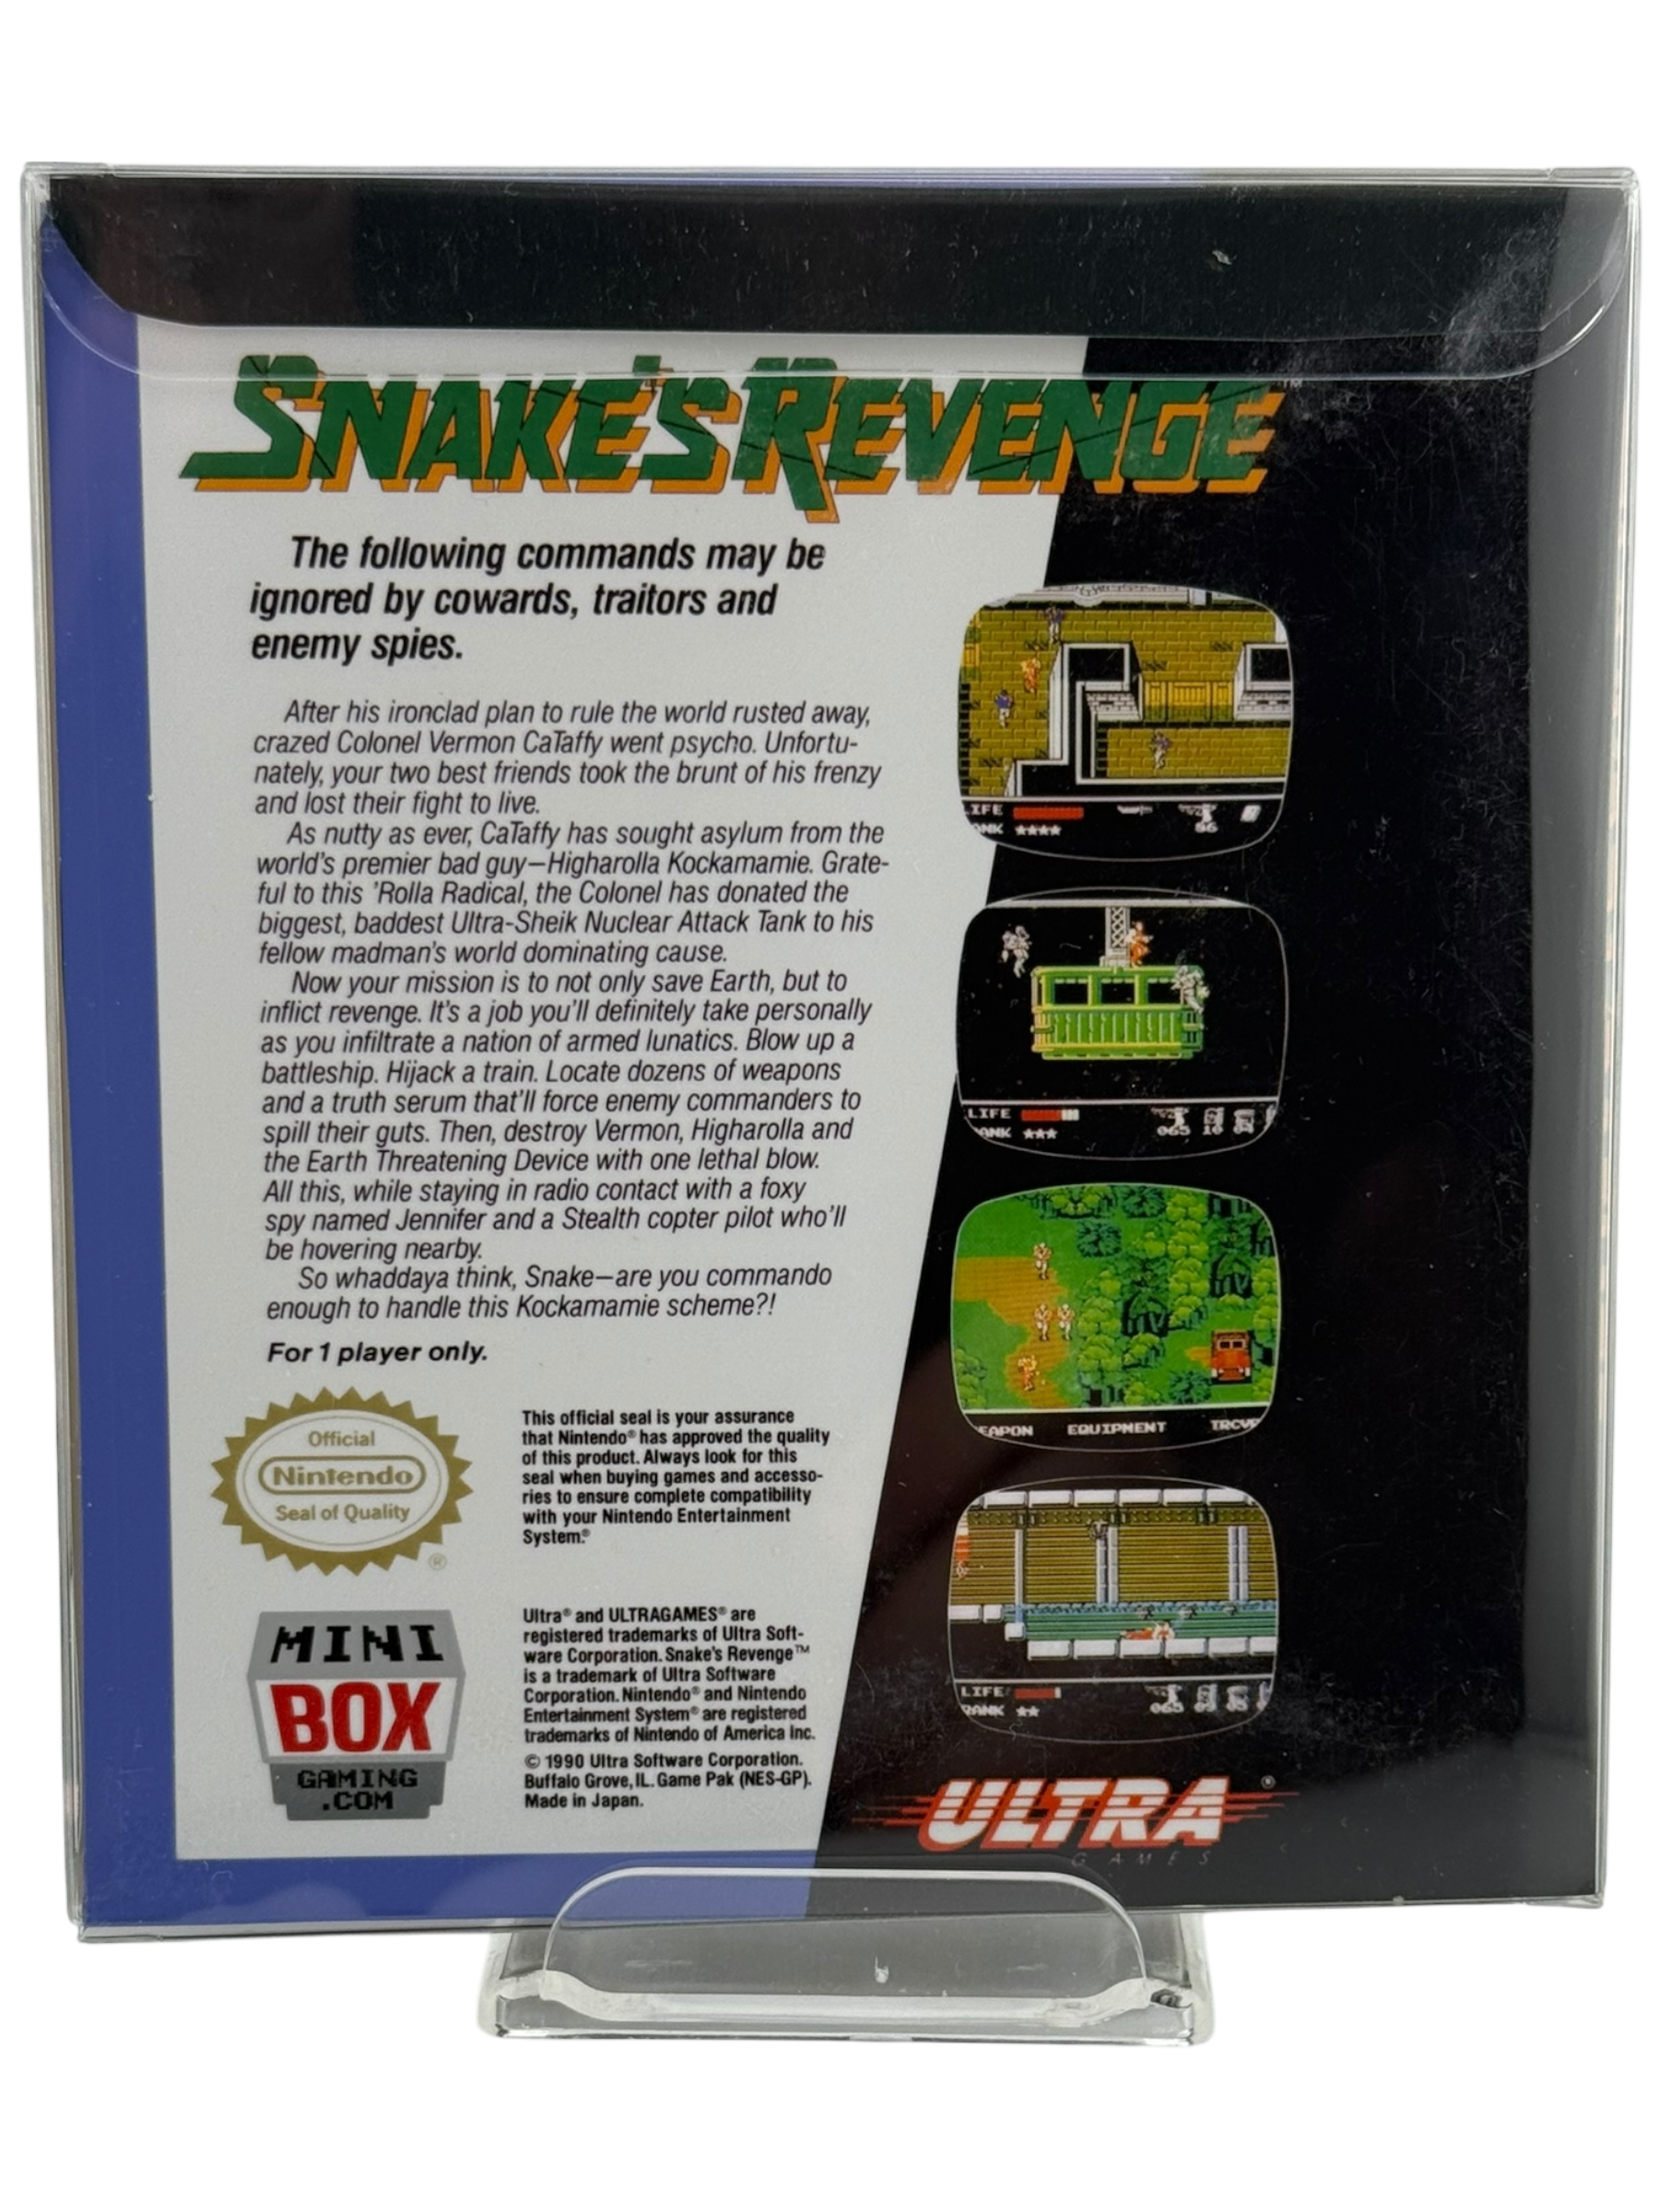 SNAKE'S REVENGE™
The following commands may be
ignored by cowards, traitors and
enemy spies.
After his ironclad plan to rule the world rusted away,
crazed Colonel Vermon CaTaffy went psycho. Unfortu-
nately, your two best friends took the brunt of his frenzy
and lost their fight to live.
As nutty as ever, CaTaffy has sought asylum from the
world's premier bad guy—Higharolla Kockamamie. Grate-
ful to this 'Rolla Radical, the Colonel has donated the
biggest, baddest Ultra-Sheik Nuclear Attack Tank to his
fellow madman's world dominating cause.
Now your mission is to not only save Earth, but to
inflict revenge. It's a job you'll definitely take personally
as you infiltrate a nation of armed lunatics. Blow up a
battleship. Hijack a train. Locate dozens of weapons
and a truth serum that'll force enemy commanders to
spill their guts. Then, destroy Vermon, Higharolla and
the Earth Threatening Device with one lethal blow.
All this, while staying in radio contact with a foxy
spy named Jennifer and a Stealth copter pilot who'll
be hovering nearby.
So whaddaya think, Snake—are you commando
enough to handle this Kockamamie scheme?!
For 1 player only.
Official
Nintendo
Seal of Quality
®
This official seal is your assurance
that Nintendo® has approved the quality
of this product. Always look for this
seal when buying games and accesso-
ries to ensure complete compatibility
with your Nintendo Entertainment
System.®
MINI
BOX
GAMING
.COM
Ultra® and ULTRAGAMES® are
registered trademarks of Ultra Soft-
ware Corporation. Snake's Revenge™
is a trademark of Ultra Software
Corporation. Nintendo® and Nintendo
Entertainment System® are registered
trademarks of Nintendo of America Inc.
© 1990 Ultra Software Corporation.
Buffalo Grove, IL. Game Pak (NES-GP).
Made in Japan.
LIFE
ANK ★★★★ 86
LIFE
ANK ★★★ 065 10
EAPON EQUIPMENT TRCVR
LIFE
RANK ★★ 065
ULTRA®
GAMES